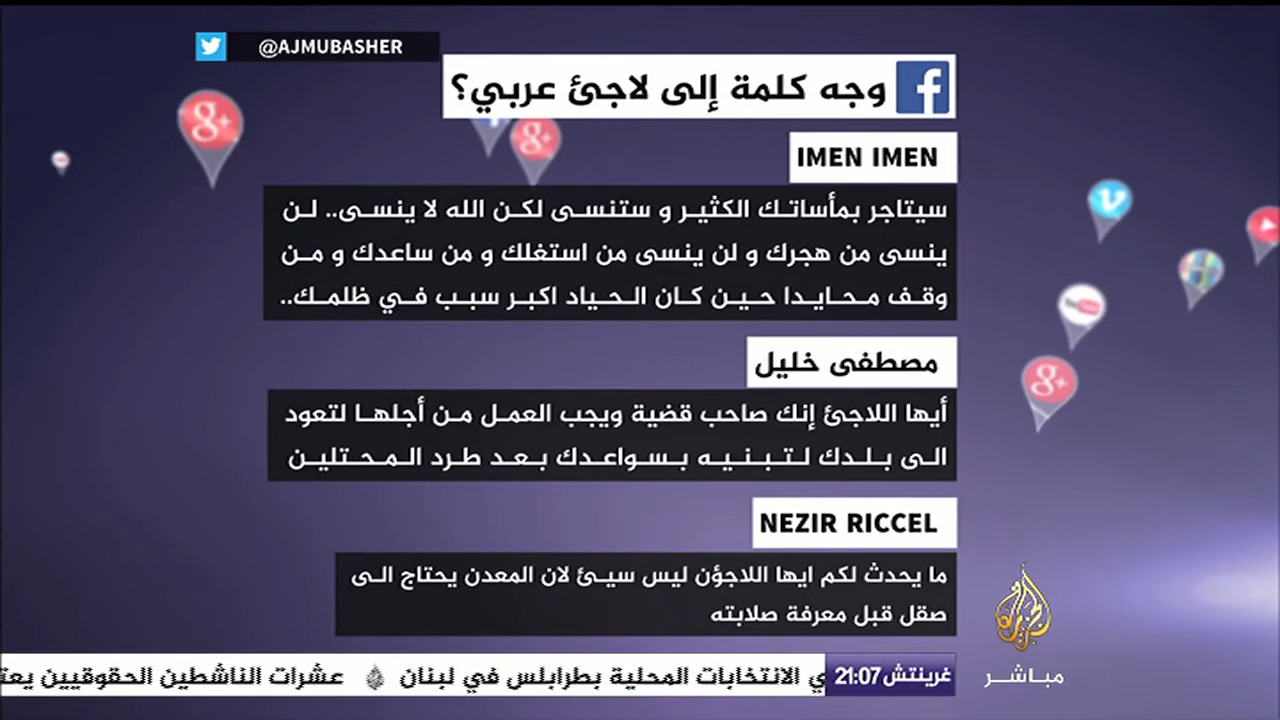 @AJMUBASHER
وجه كلمة إلى لاجئ عربي؟
IMEN IMEN
سيتاجر بمأساتك الكثير و ستنسى لكن الله لا ينسى.. لن
ينسى من هجرك و لن ينسى من استغلك و من ساعدك و من
وقف محايدا حين كان الحياد اكبر سبب في ظلمك..
مصطفى خليل
أيها اللاجئ إنك صاحب قضية ويجب العمل من أجلها لتعود
الى بلدك لتبنيه بسواعدك بعد طرد المحتلين
NEZIR RICCEL
ما يحدث لكم ايها اللاجؤن ليس سيئ لان المعدن يحتاج الى
صقل قبل معرفة صلابته
الجزيرة
مباشر
غرينتش 21:07
ي الانتخابات المحلية بطرابلس في لبنان عشرات الناشطين الحقوقيين يعت